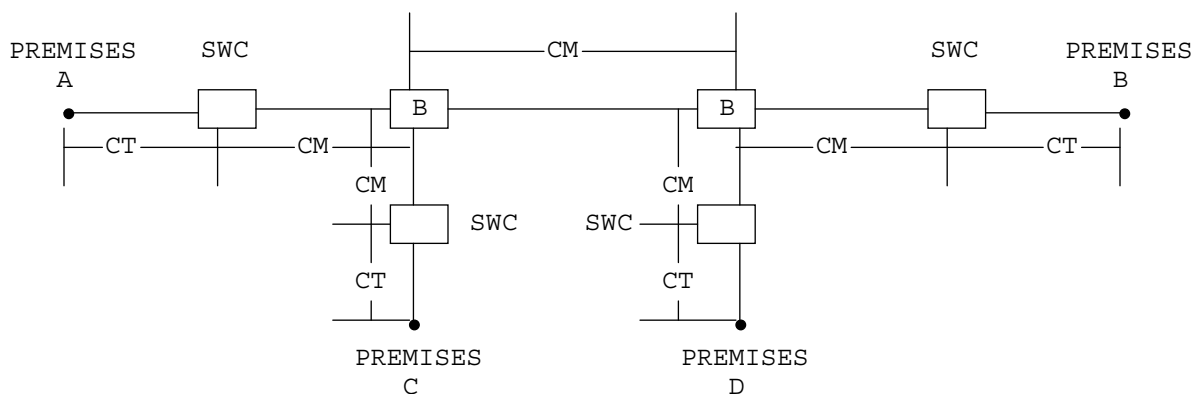 CM
PREMISES SWC SWC PREMISES
A B
B B
CT CM CM CT
CM CM
SWC SWC
CT CT
PREMISES PREMISES
C D